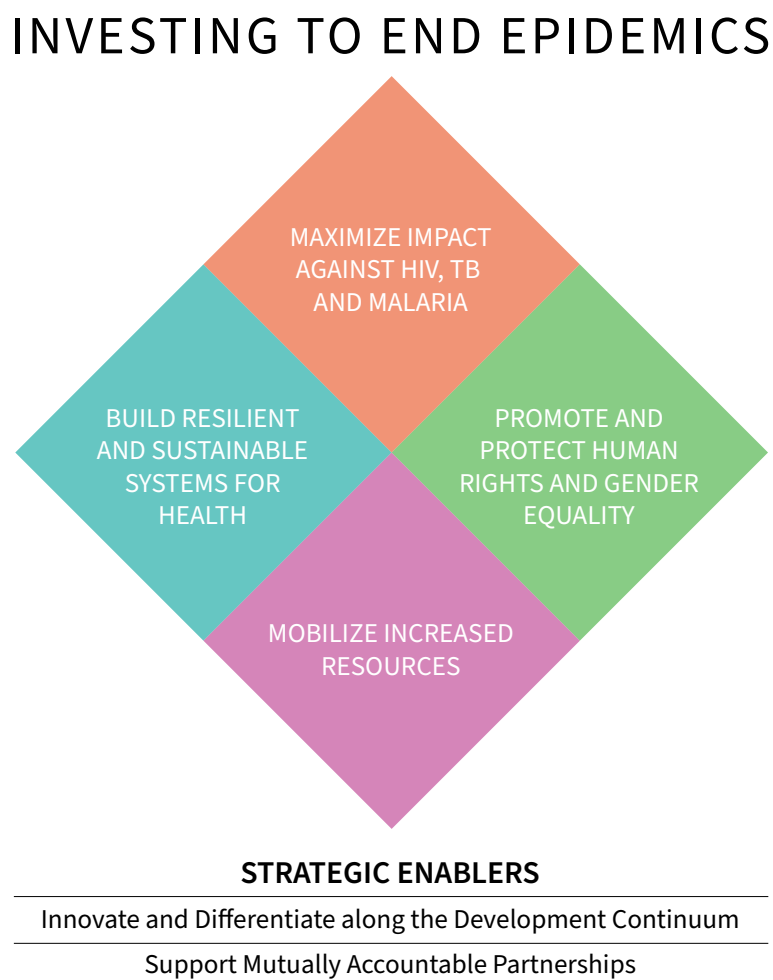 INVESTING TO END EPIDEMICS
MAXIMIZE IMPACT
AGAINST HIV, TB
AND MALARIA
BUILD RESILIENT
AND SUSTAINABLE
SYSTEMS FOR
HEALTH
PROMOTE AND
PROTECT HUMAN
RIGHTS AND GENDER
EQUALITY
MOBILIZE INCREASED
RESOURCES
STRATEGIC ENABLERS
Innovate and Differentiate along the Development Continuum
Support Mutually Accountable Partnerships